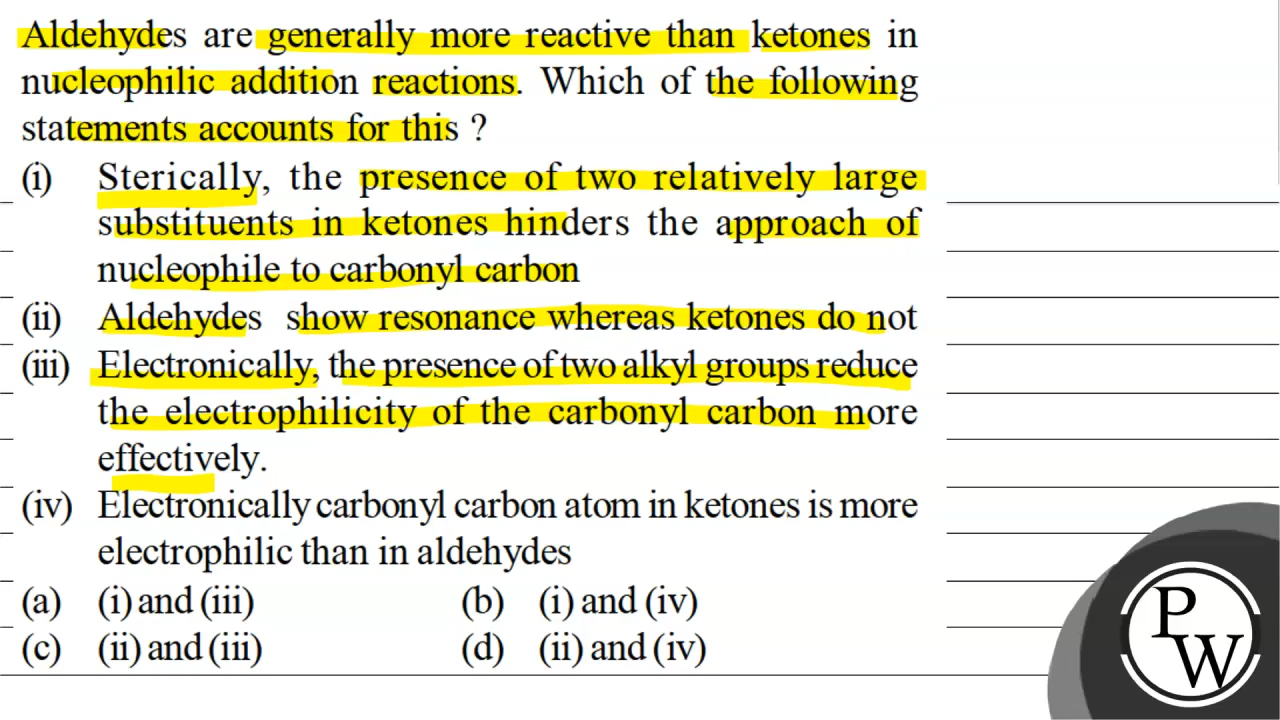 Aldehydes are generally more reactive than ketones in
nucleophilic addition reactions. Which of the following
statements accounts for this ?
(i) Sterically, the presence of two relatively large
substituents in ketones hinders the approach of
nucleophile to carbonyl carbon
(ii) Aldehydes show resonance whereas ketones do not
(iii) Electronically, the presence of two alkyl groups reduce
the electrophilicity of the carbonyl carbon more
effectively.
(iv) Electronically carbonyl carbon atom in ketones is more
electrophilic than in aldehydes
(a) (i) and (iii) (b) (i) and (iv)
(c) (ii) and (iii) (d) (ii) and (iv)
P
W